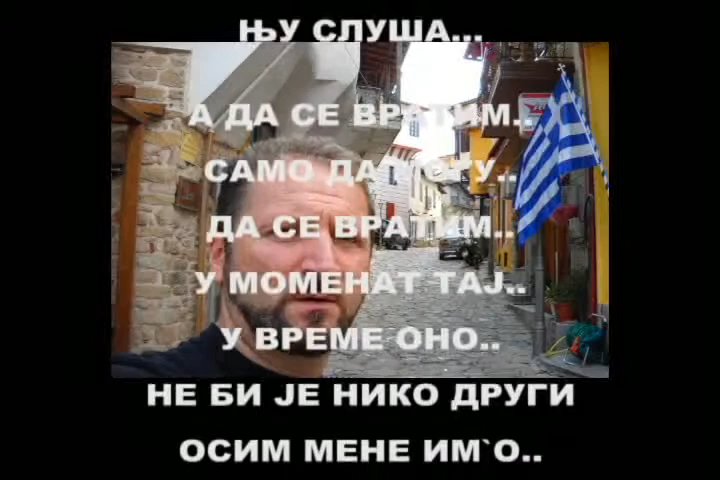 ЊУ СЛУША...
А ДА СЕ ВРАТИМ..
САМО ДА МОГУ..
ДА СЕ ВРАТИМ..
У МОМЕНАТ ТАЈ..
У ВРЕМЕ ОНО..
НЕ БИ ЈЕ НИКО ДРУГИ
ОСИМ МЕНЕ ИМ`О..